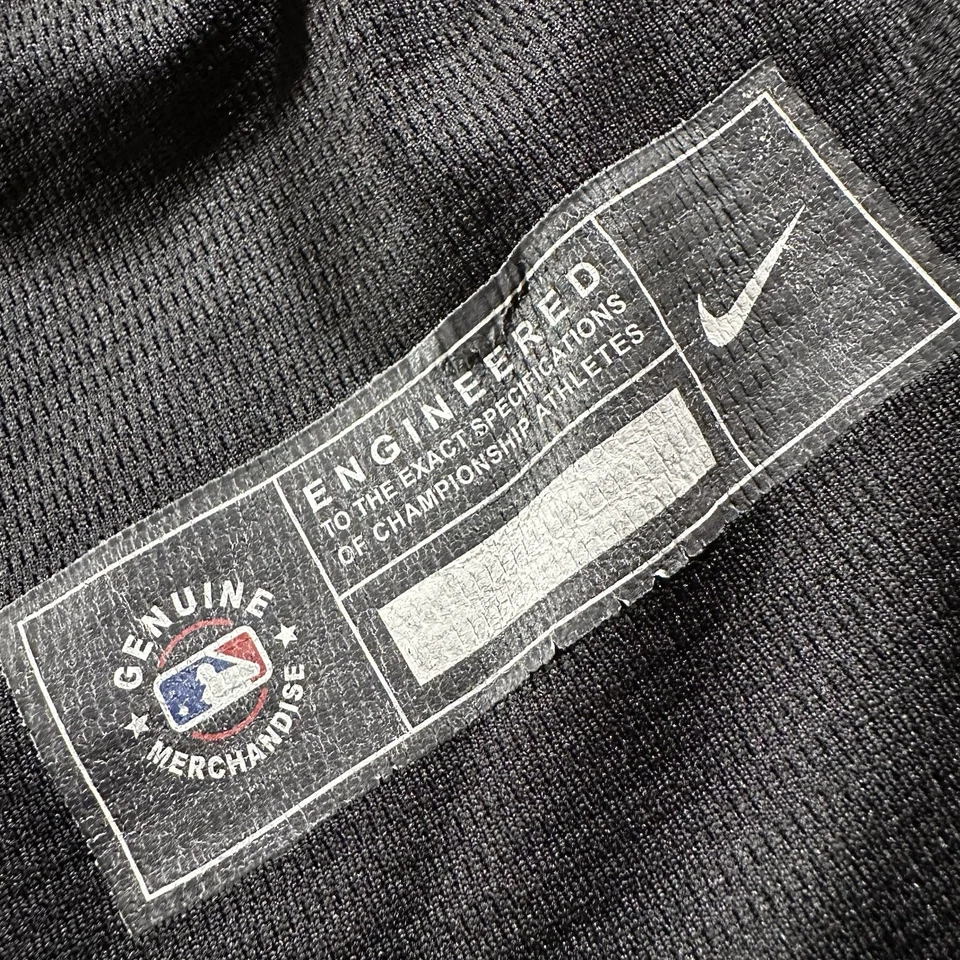 GENUINE
MERCHANDISE
ENGINEERED
TO THE EXACT SPECIFICATIONS
OF CHAMPIONSHIP ATHLETES